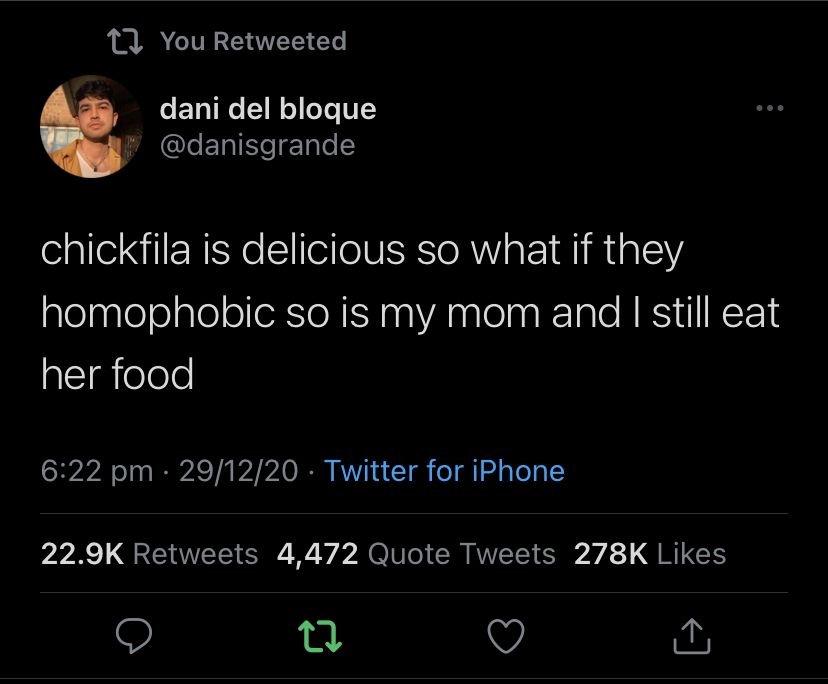 You Retweeted
dani del bloque
@danisgrande
chickfila is delicious so what if they
homophobic so is my mom and I still eat
her food
6:22 pm · 29/12/20 · Twitter for iPhone
22.9K Retweets 4,472 Quote Tweets 278K Likes